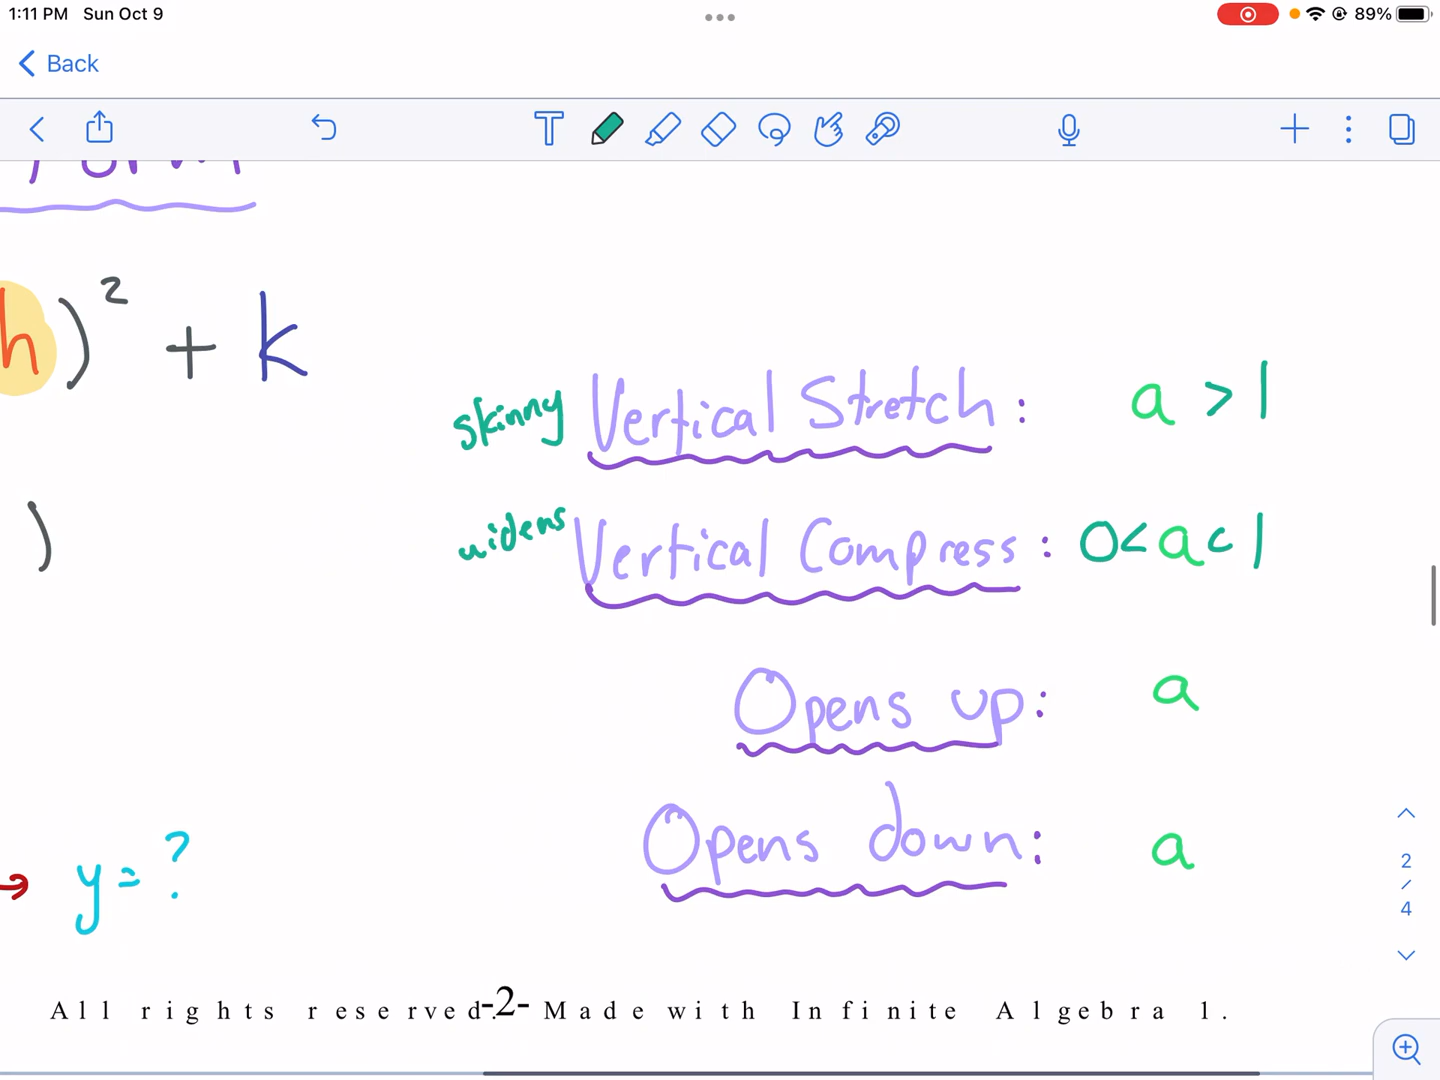 1:11 PM Sun Oct 9
89%
Back
h)² + k
skinny Vertical Stretch: a > 1
)
widens Vertical Compress: 0 < a < 1
Opens up: a
Opens down: a
y = ?
2
/
4
All rights reserved. -2- Made with Infinite Algebra 1.